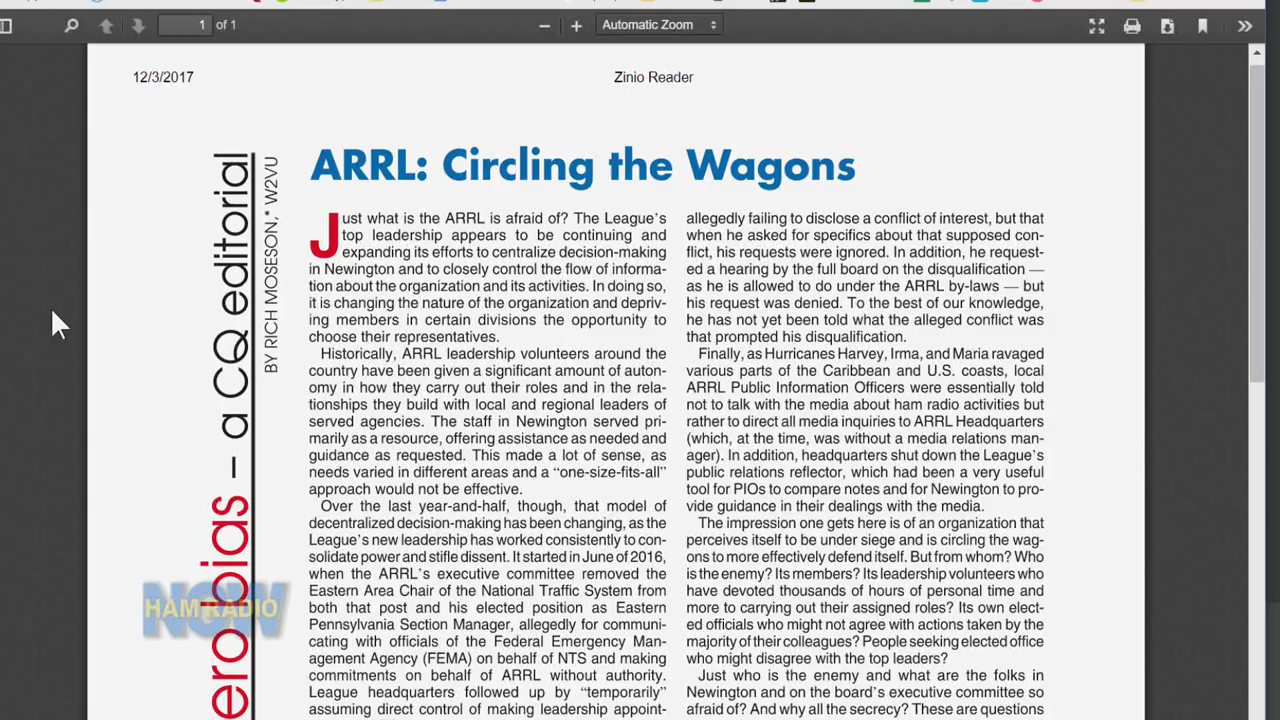 1 of 1
Automatic Zoom
12/3/2017
Zinio Reader
zero bias – a CQ editorial
BY RICH MOSESON,* W2VU
ARRL: Circling the Wagons
Just what is the ARRL is afraid of? The League's
top leadership appears to be continuing and
expanding its efforts to centralize decision-making
in Newington and to closely control the flow of informa-
tion about the organization and its activities. In doing so,
it is changing the nature of the organization and depriv-
ing members in certain divisions the opportunity to
choose their representatives.
Historically, ARRL leadership volunteers around the
country have been given a significant amount of auton-
omy in how they carry out their roles and in the rela-
tionships they build with local and regional leaders of
served agencies. The staff in Newington served pri-
marily as a resource, offering assistance as needed and
guidance as requested. This made a lot of sense, as
needs varied in different areas and a “one-size-fits-all”
approach would not be effective.
Over the last year-and-half, though, that model of
decentralized decision-making has been changing, as the
League's new leadership has worked consistently to con-
solidate power and stifle dissent. It started in June of 2016,
when the ARRL's executive committee removed the
Eastern Area Chair of the National Traffic System from
both that post and his elected position as Eastern
Pennsylvania Section Manager, allegedly for communi-
cating with officials of the Federal Emergency Man-
agement Agency (FEMA) on behalf of NTS and making
commitments on behalf of ARRL without authority.
League headquarters followed up by “temporarily”
assuming direct control of making leadership appoint-
allegedly failing to disclose a conflict of interest, but that
when he asked for specifics about that supposed con-
flict, his requests were ignored. In addition, he request-
ed a hearing by the full board on the disqualification —
as he is allowed to do under the ARRL by-laws — but
his request was denied. To the best of our knowledge,
he has not yet been told what the alleged conflict was
that prompted his disqualification.
Finally, as Hurricanes Harvey, Irma, and Maria ravaged
various parts of the Caribbean and U.S. coasts, local
ARRL Public Information Officers were essentially told
not to talk with the media about ham radio activities but
rather to direct all media inquiries to ARRL Headquarters
(which, at the time, was without a media relations man-
ager). In addition, headquarters shut down the League's
public relations reflector, which had been a very useful
tool for PIOs to compare notes and for Newington to pro-
vide guidance in their dealings with the media.
The impression one gets here is of an organization that
perceives itself to be under siege and is circling the wag-
ons to more effectively defend itself. But from whom? Who
is the enemy? Its members? Its leadership volunteers who
have devoted thousands of hours of personal time and
more to carrying out their assigned roles? Its own elect-
ed officials who might not agree with actions taken by the
majority of their colleagues? People seeking elected office
who might disagree with the top leaders?
Just who is the enemy and what are the folks in
Newington and on the board's executive committee so
afraid of? And why all the secrecy? These are questions
HAM RADIO
NOW